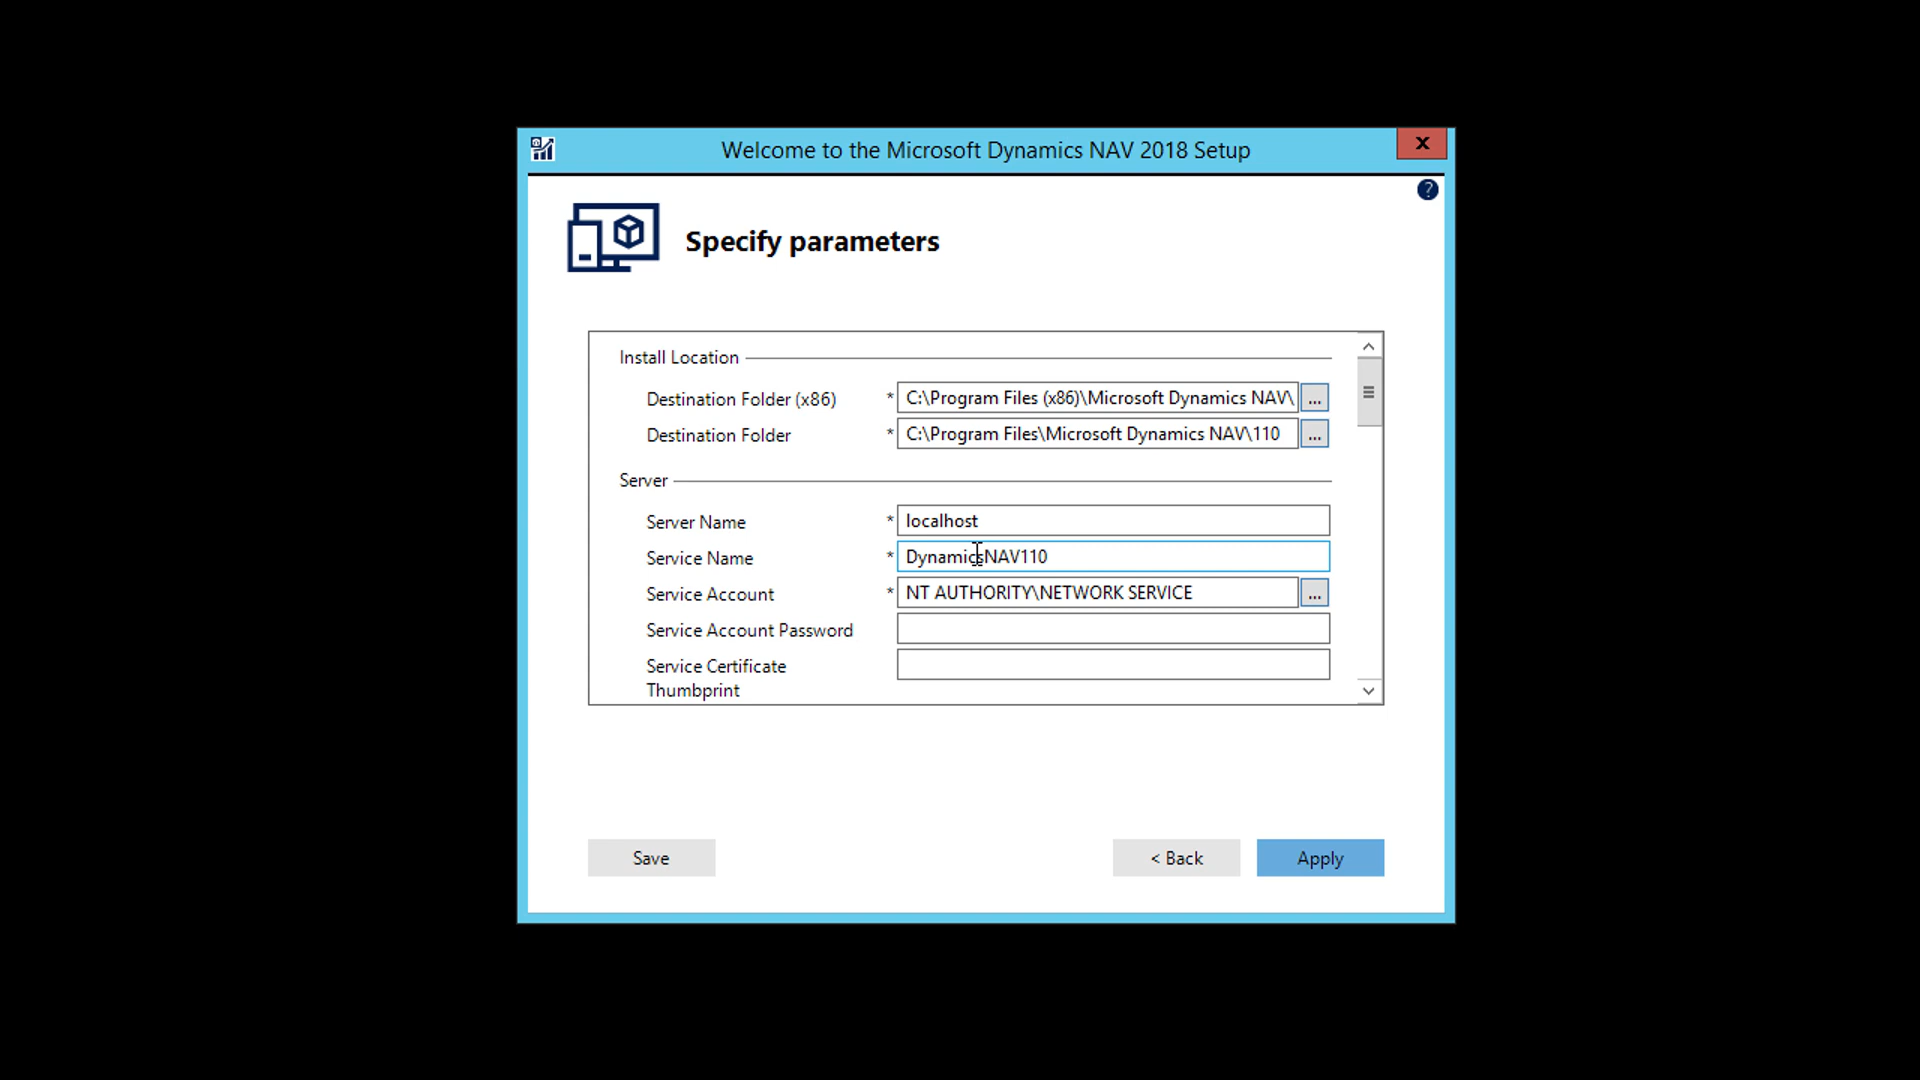 Welcome to the Microsoft Dynamics NAV 2018 Setup
x
?
Specify parameters
Install Location
Destination Folder (x86) * C:\Program Files (x86)\Microsoft Dynamics NAV\ ...
Destination Folder * C:\Program Files\Microsoft Dynamics NAV\110 ...
Server
Server Name * localhost
Service Name * DynamicsNAV110
Service Account * NT AUTHORITY\NETWORK SERVICE ...
Service Account Password
Service Certificate
Thumbprint
Save < Back Apply